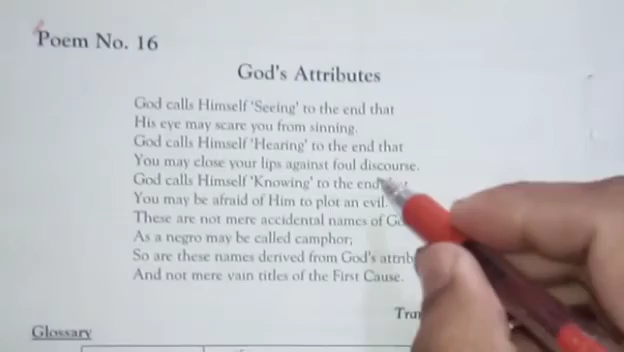 Poem No. 16
God's Attributes
God calls Himself 'Seeing' to the end that
His eye may scare you from sinning.
God calls Himself 'Hearing' to the end that
You may close your lips against foul discourse.
God calls Himself 'Knowing' to the end
You may be afraid of Him to plot an evil.
These are not mere accidental names of
As a negro may be called camphor;
So are these names derived from God's
And not mere vain titles of the First Cause.
Glossary